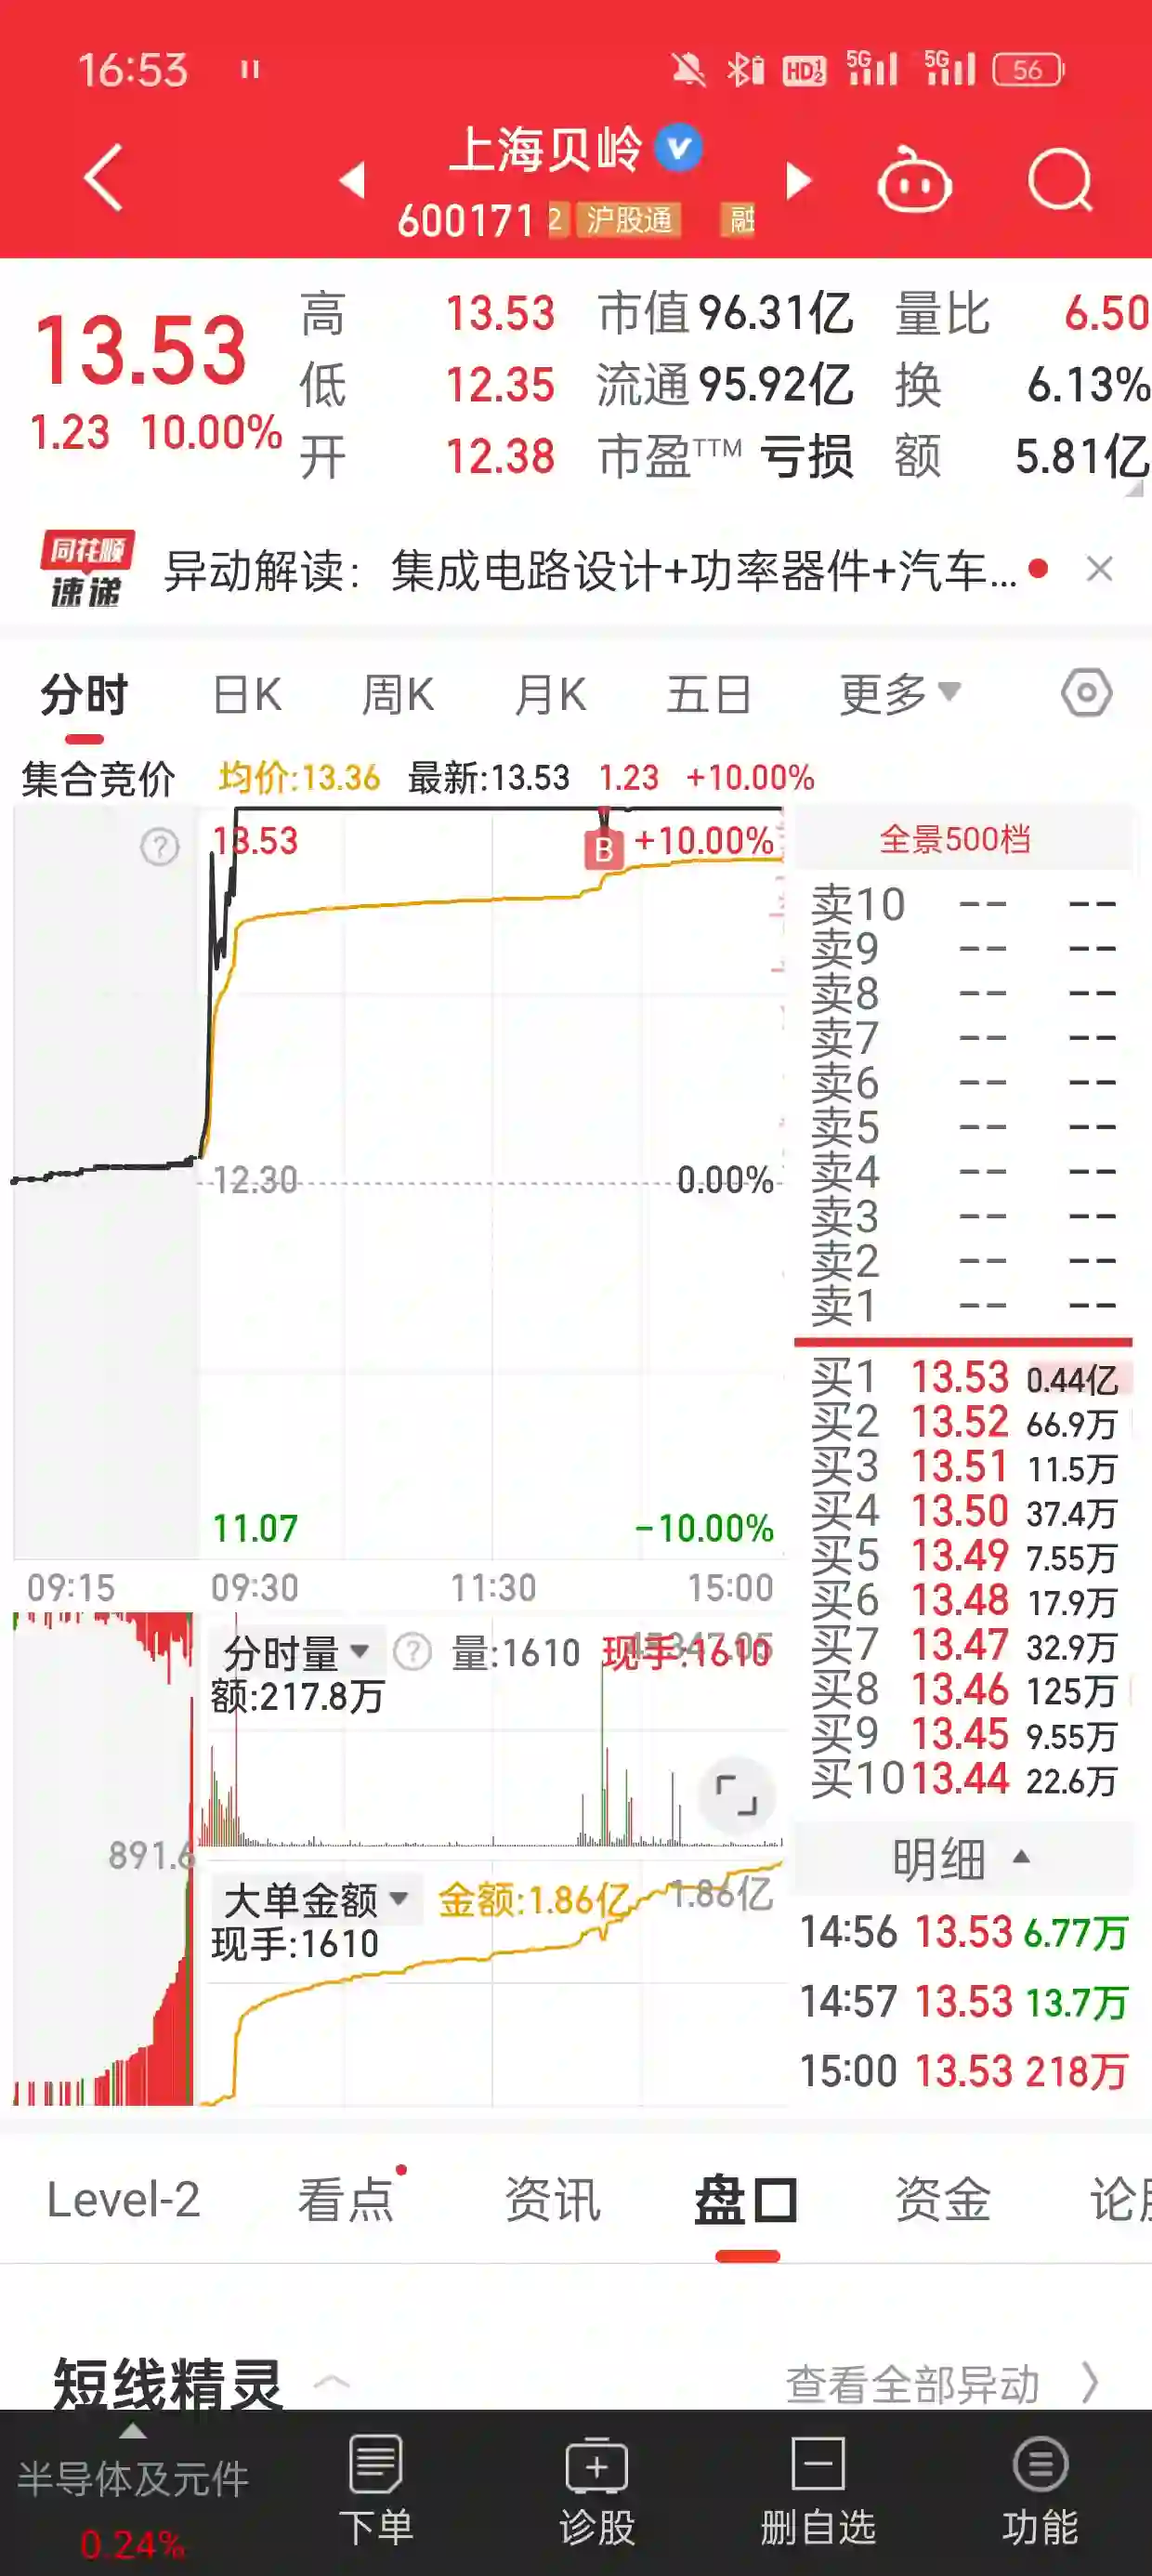 16:53
HD 1 2 5G 5G 56
上海贝岭
600171 2 沪股通 融
13.53
1.23 10.00%
高 13.53 市值 96.31亿 量比 6.50
低 12.35 流通 95.92亿 换 6.13%
开 12.38 市盈TTM 亏损 额 5.81亿
同花顺
速递
异动解读：集成电路设计+功率器件+汽车...
分时 日K 周K 月K 五日 更多
集合竞价 均价:13.36 最新:13.53 1.23 +10.00%
13.53 B +10.00%
12.30 0.00%
11.07 -10.00%
09:15 09:30 11:30 15:00
分时量 ? 量:1610 现手:1610
额:217.8万
891.6
大单金额 金额:1.86亿 1.86亿
现手:1610
全景500档
卖10 -- --
卖9 -- --
卖8 -- --
卖7 -- --
卖6 -- --
卖5 -- --
卖4 -- --
卖3 -- --
卖2 -- --
卖1 -- --
买1 13.53 0.44亿
买2 13.52 66.9万
买3 13.51 11.5万
买4 13.50 37.4万
买5 13.49 7.55万
买6 13.48 17.9万
买7 13.47 32.9万
买8 13.46 125万
买9 13.45 9.55万
买10 13.44 22.6万
明细
14:56 13.53 6.77万
14:57 13.53 13.7万
15:00 13.53 218万
Level-2 看点 资讯 盘口 资金 论
短线精灵 查看全部异动
半导体及元件
0.24%
下单 诊股 删自选 功能